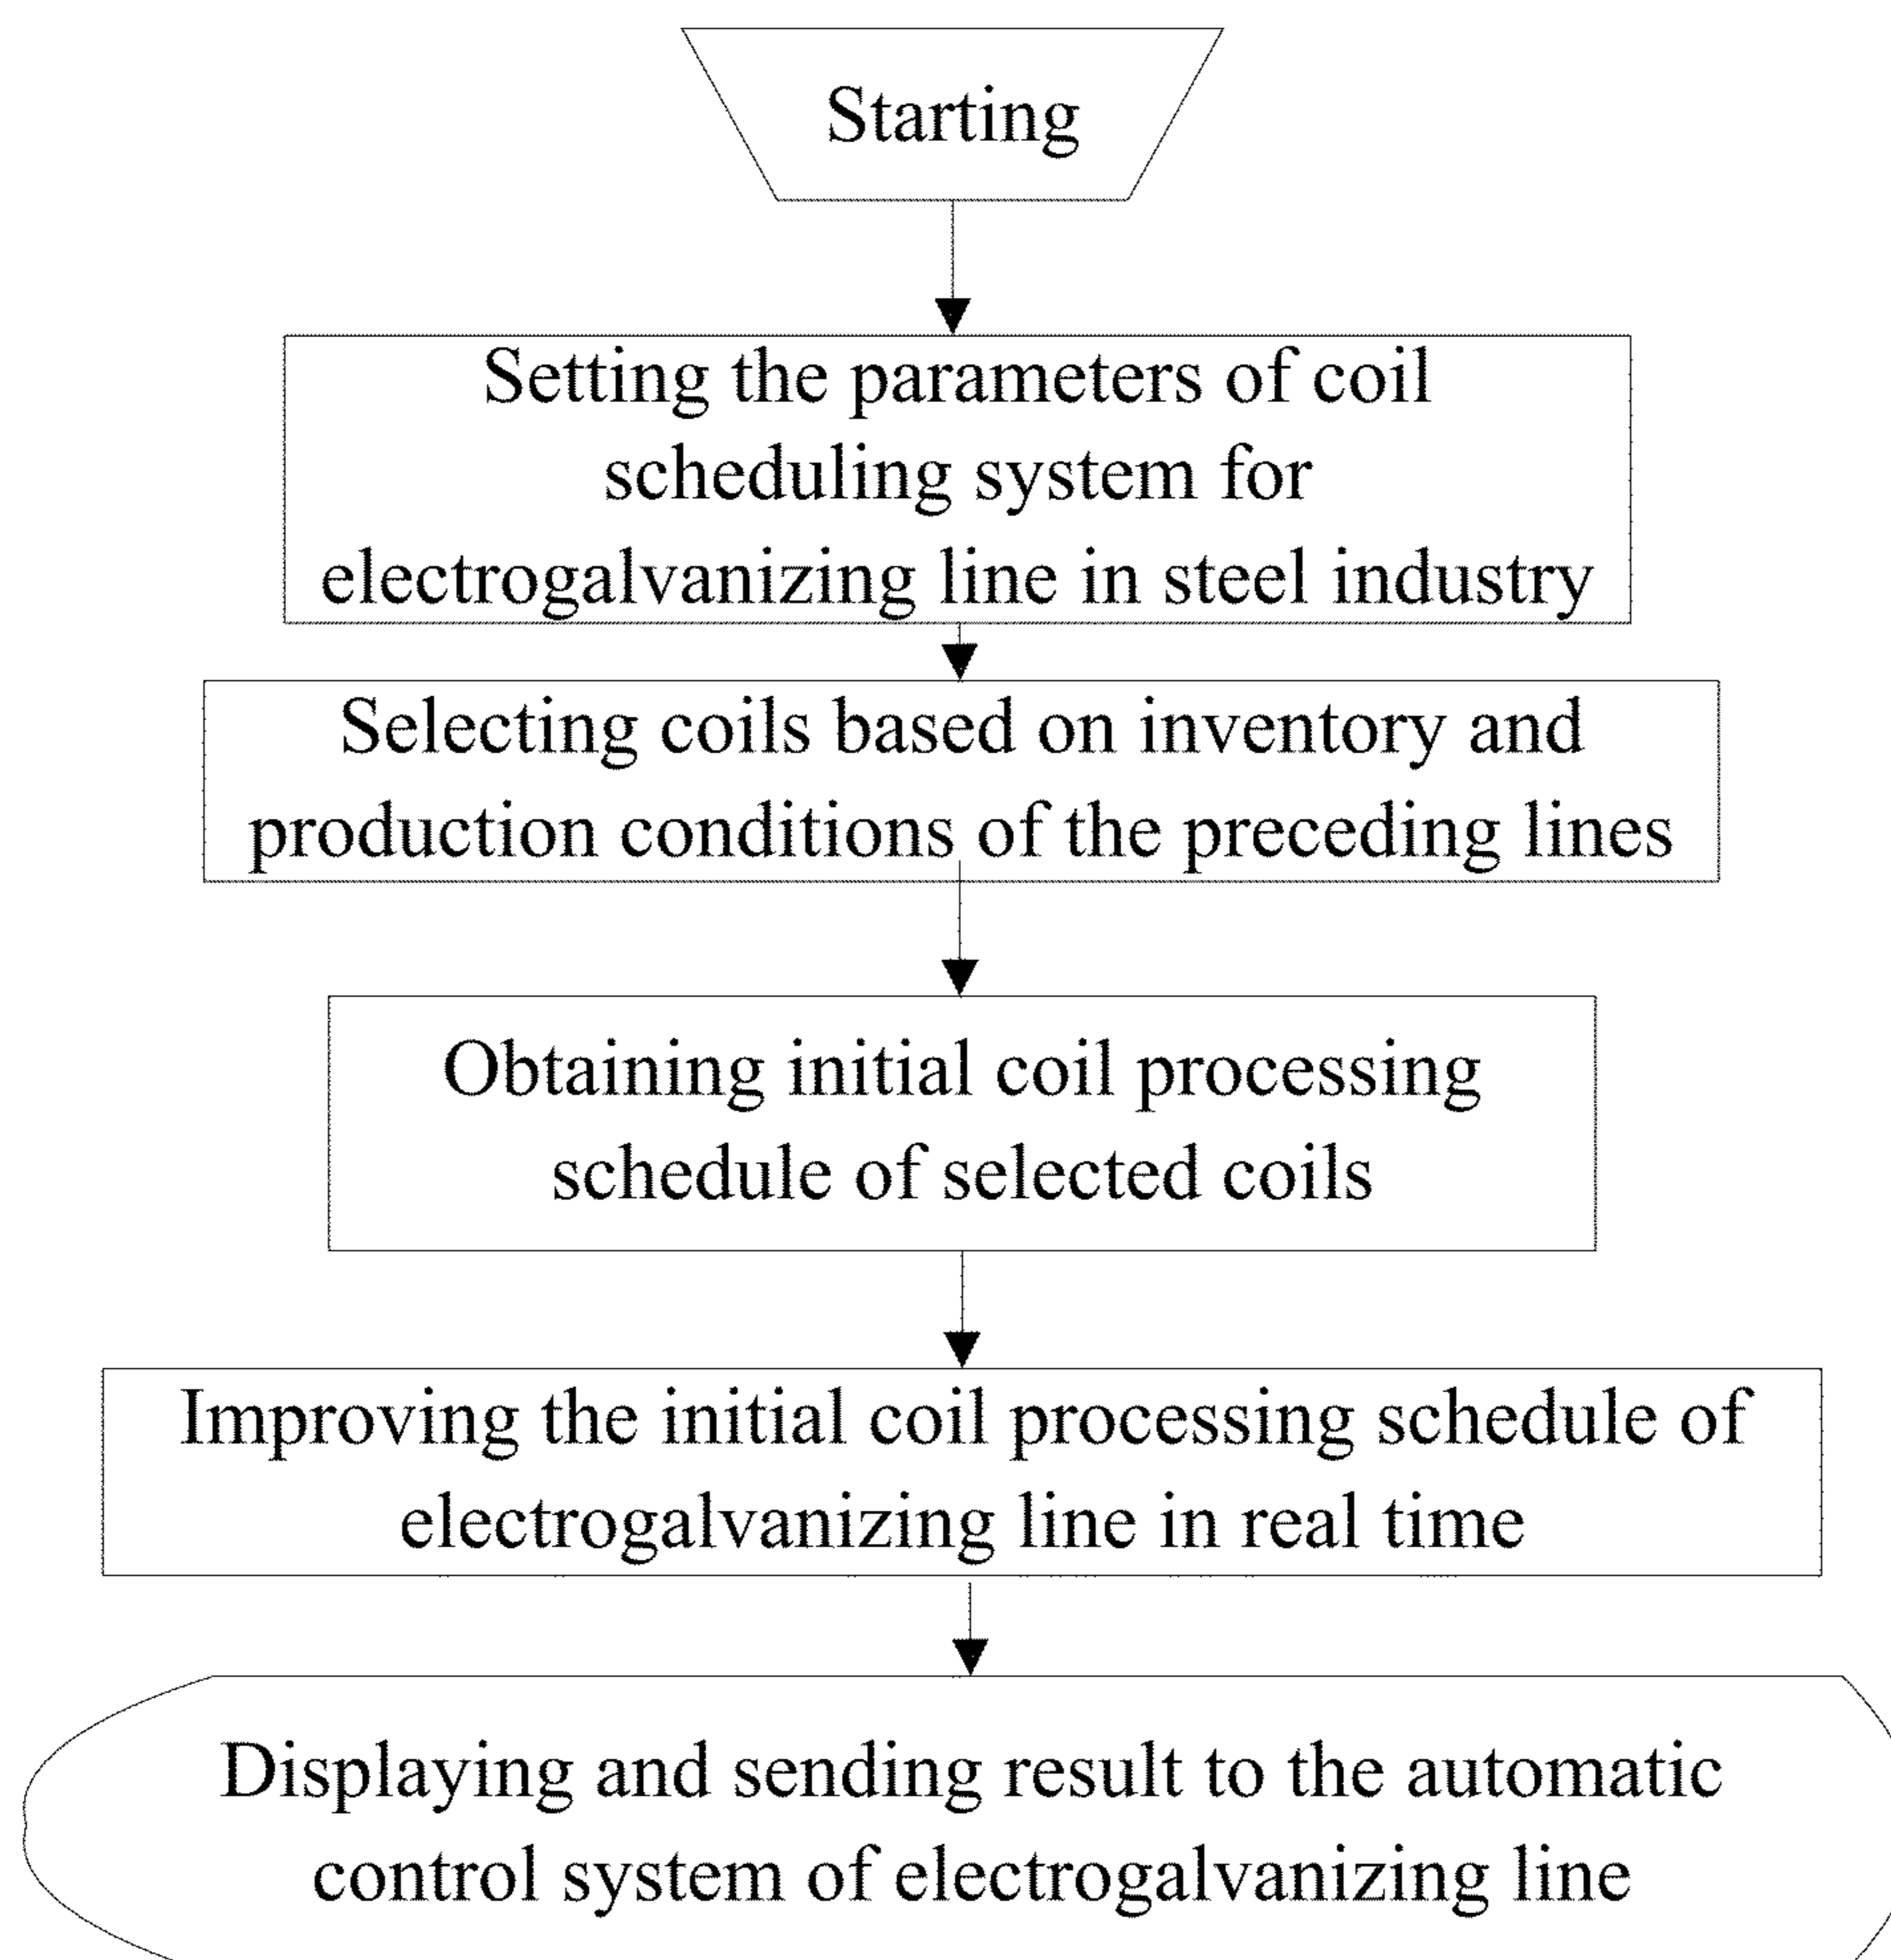 Starting
Setting the parameters of coil
scheduling system for
electrogalvanizing line in steel industry
Selecting coils based on inventory and
production conditions of the preceding lines
Obtaining initial coil processing
schedule of selected coils
Improving the initial coil processing schedule of
electrogalvanizing line in real time
Displaying and sending result to the automatic
control system of electrogalvanizing line